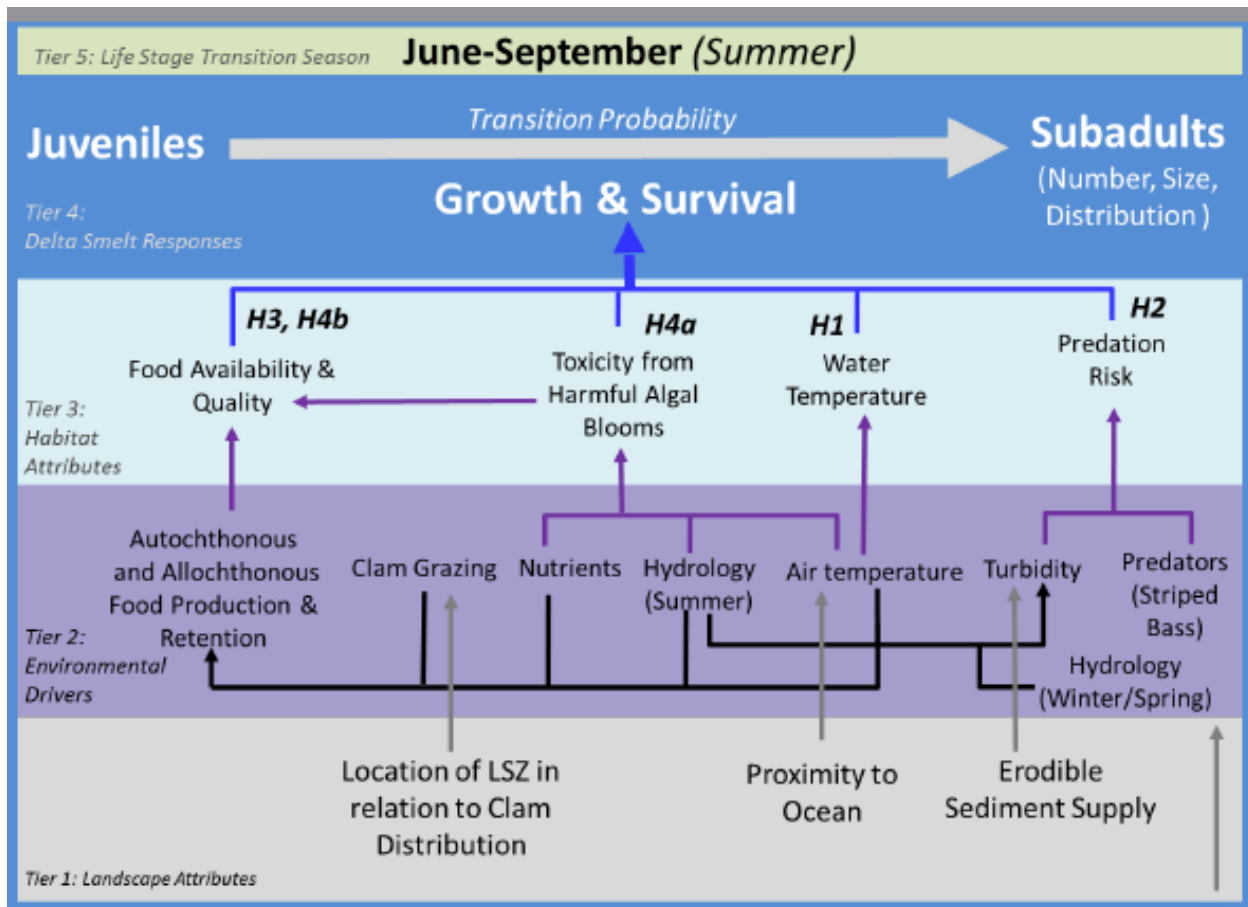 Tier 5: Life Stage Transition Season June-September (Summer)
Transition Probability
Juveniles
Subadults
(Number, Size,
Distribution )
Growth & Survival
Tier 4:
Delta Smelt Responses
H3, H4b
H4a
H1
H2
Food Availability &
Quality
Toxicity from
Harmful Algal
Blooms
Water
Temperature
Predation
Risk
Tier 3:
Habitat
Attributes
Autochthonous
and Allochthonous
Food Production &
Retention
Clam Grazing
Nutrients
Hydrology
(Summer)
Air temperature
Turbidity
Predators
(Striped
Bass)
Hydrology
(Winter/Spring)
Tier 2:
Environmental
Drivers
Location of LSZ in
relation to Clam
Distribution
Proximity to
Ocean
Erodible
Sediment Supply
Tier 1: Landscape Attributes